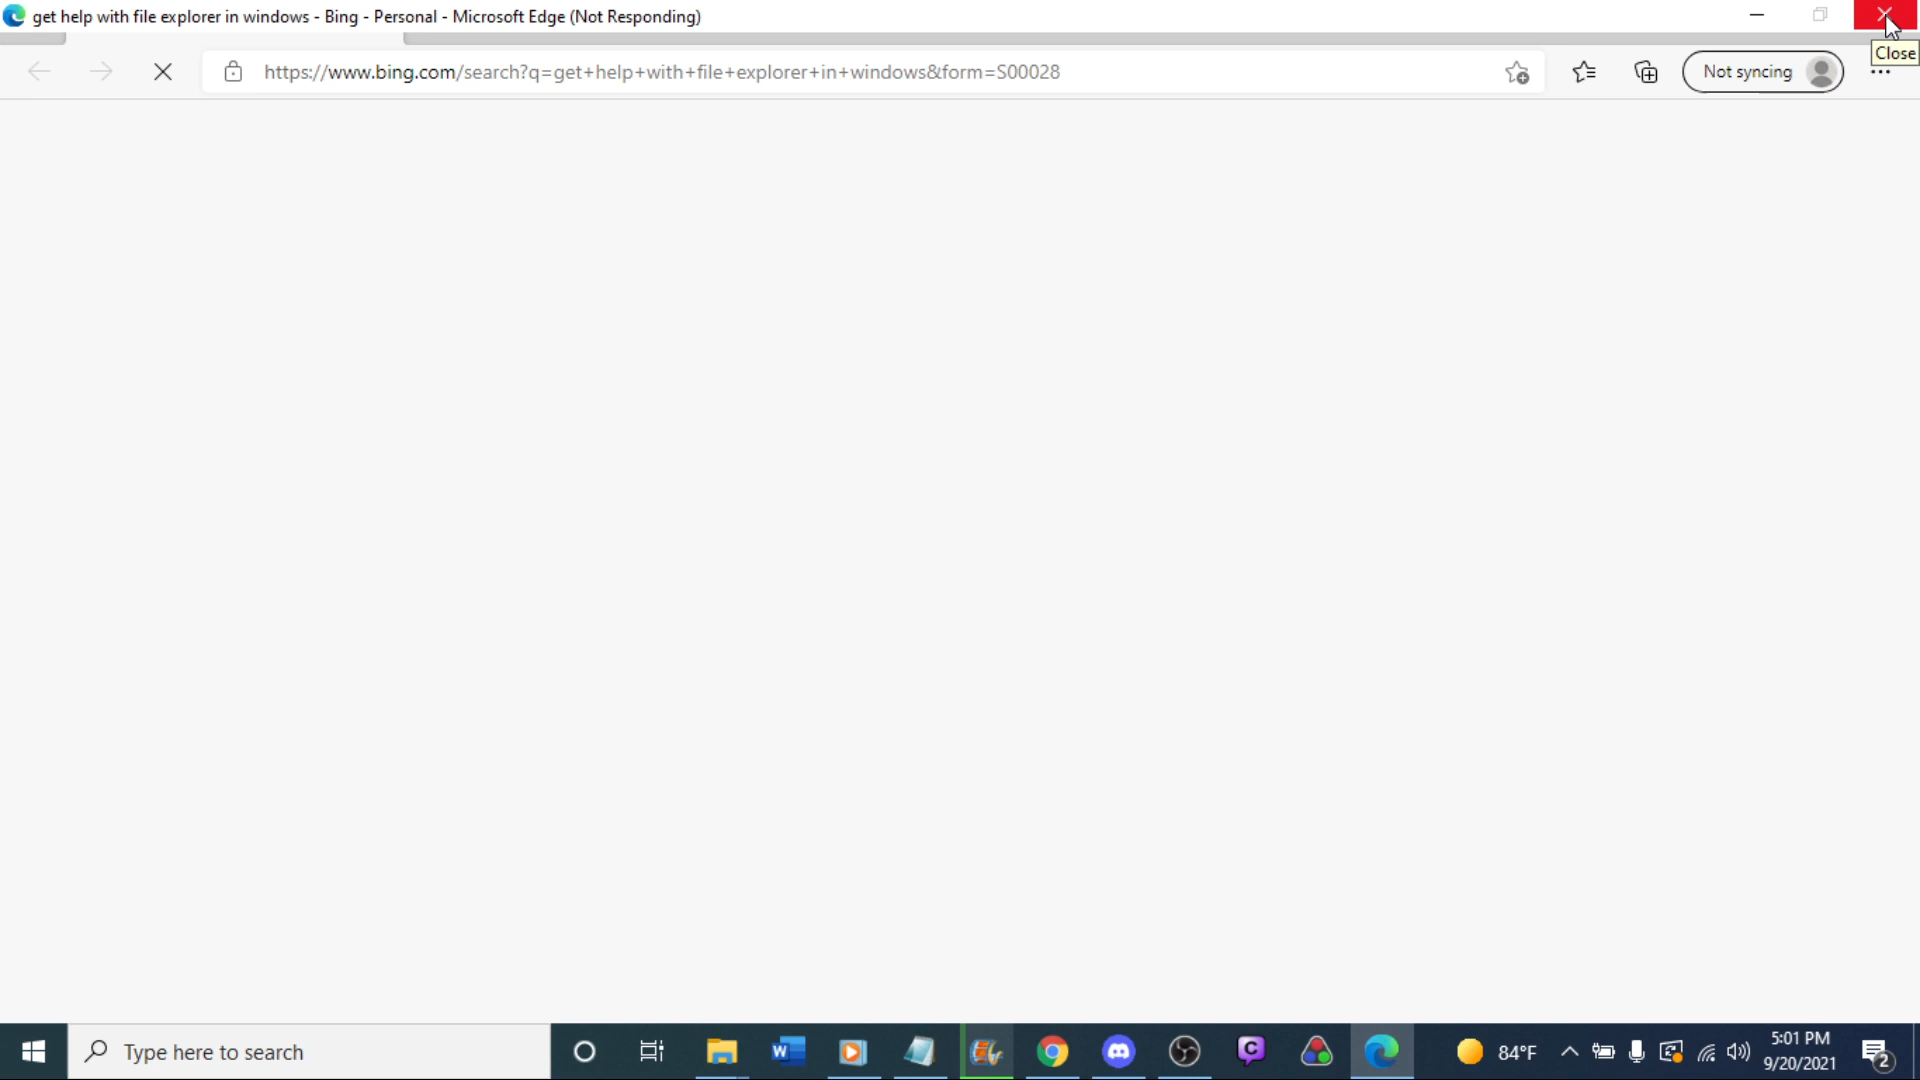 get help with file explorer in windows - Bing - Personal - Microsoft Edge (Not Responding)
Close
https://www.bing.com/search?q=get+help+with+file+explorer+in+windows&form=S00028
Not syncing
Type here to search
84°F
5:01 PM
9/20/2021
2